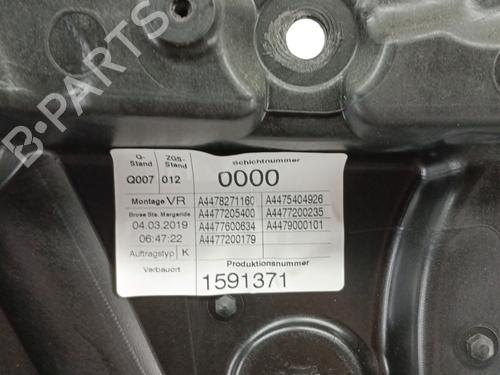 B-PARTS
Q-Stand ZGS-Stand Schichtnummer
Q007 012 0000
Montage VR A4478271160 A4475404926
Brose Sta. Margarida A4477205400 A4477200235
04.03.2019 A4477600634 A4479000101
06:47:22 A4477200179
Auftragstyp K
Verbauort Produktionsnummer
1591371